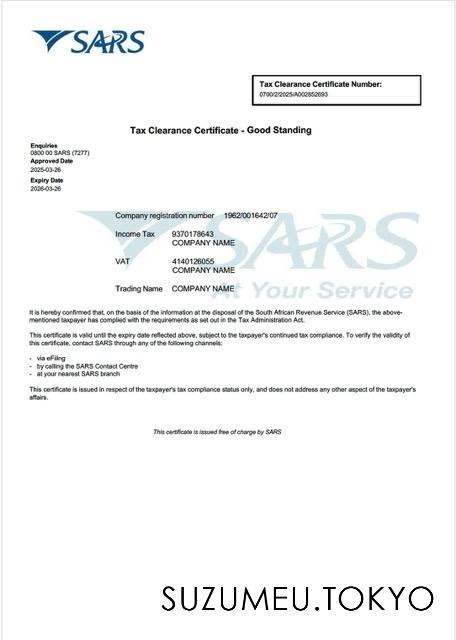 SARS
Tax Clearance Certificate Number:
0700/2/2025/A002852693
Tax Clearance Certificate - Good Standing
Enquiries
0800 00 SARS (7277)
Approved Date
2025-03-26
Expiry Date
2026-03-26
SARS
At Your Service
Company registration number 1962/001642/07
Income Tax 9370178643
COMPANY NAME
VAT 4140126055
COMPANY NAME
Trading Name COMPANY NAME
It is hereby confirmed that, on the basis of the information at the disposal of the South African Revenue Service (SARS), the above-
mentioned taxpayer has complied with the requirements as set out in the Tax Administration Act.
This certificate is valid until the expiry date reflected above, subject to the taxpayer's continued tax compliance. To verify the validity of
this certificate, contact SARS through any of the following channels:
- via eFiling
- by calling the SARS Contact Centre
- at your nearest SARS branch
This certificate is issued in respect of the taxpayer's tax compliance status only, and does not address any other aspect of the taxpayer's
affairs.
This certificate is issued free of charge by SARS
SUZUMEU.TOKYO